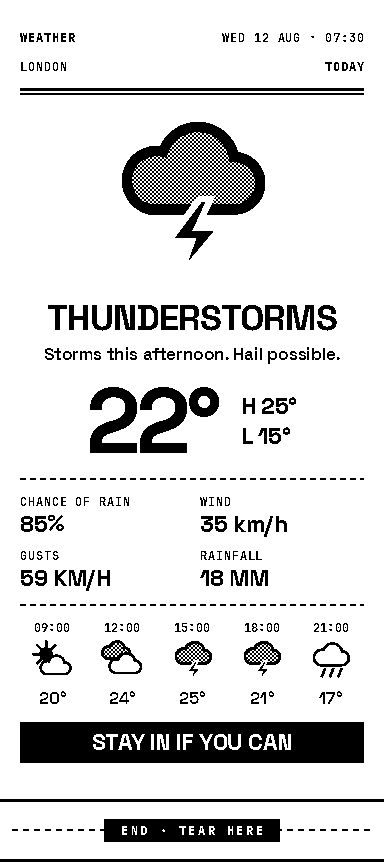 WEATHER WED 12 AUG · 07:30
LONDON TODAY
THUNDERSTORMS
Storms this afternoon. Hail possible.
22° H 25°
L 15°
CHANCE OF RAIN WIND
85% 35 km/h
GUSTS RAINFALL
59 KM/H 18 MM
09:00 12:00 15:00 18:00 21:00
20° 24° 25° 21° 17°
STAY IN IF YOU CAN
END · TEAR HERE